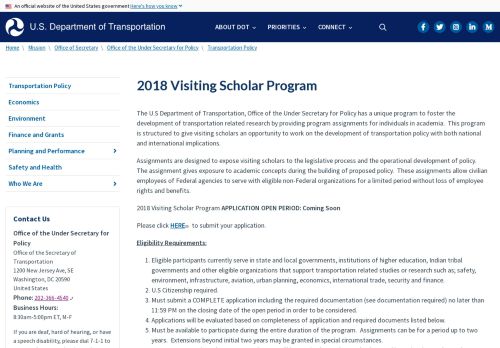 An official website of the United States government Here's how you know
U.S. Department of Transportation
ABOUT DOT
PRIORITIES
CONNECT
Home \ Mission \ Office of Secretary \ Office of the Under Secretary for Policy \ Transportation Policy
Transportation Policy
Economics
Environment
Finance and Grants
Planning and Performance
Safety and Health
Who We Are
Contact Us
Office of the Under Secretary for
Policy
Office of the Secretary of
Transportation
1200 New Jersey Ave, SE
Washington, DC 20590
United States
Phone: 202-366-4540
Business Hours:
8:30am-5:00pm ET, M-F
If you are deaf, hard of hearing, or have
a speech disability, please dial 7-1-1 to
2018 Visiting Scholar Program
The U.S Department of Transportation, Office of the Under Secretary for Policy has a unique program to foster the
development of transportation related research by providing program assignments for individuals in academia. This program
is structured to give visiting scholars an opportunity to work on the development of transportation policy with both national
and international implications.
Assignments are designed to expose visiting scholars to the legislative process and the operational development of policy.
The assignment gives exposure to academic concepts during the building of proposed policy. These assignments allow civilian
employees of Federal agencies to serve with eligible non-Federal organizations for a limited period without loss of employee
rights and benefits.
2018 Visiting Scholar Program APPLICATION OPEN PERIOD: Coming Soon
Please click HERE to submit your application.
Eligibility Requirements:
1. Eligible participants currently serve in state and local governments, institutions of higher education, Indian tribal
governments and other eligible organizations that support transportation related studies or research such as; safety,
environment, infrastructure, aviation, urban planning, economics, international trade, security and finance.
2. U.S Citizenship required.
3. Must submit a COMPLETE application including the required document (see documentation required) no later than
11:59 PM on the closing date of the open period in order to be considered.
4. Applications will be evaluated based on completeness of application and required documents listed below.
5. Must be available to participate during the entire duration of the program. Assignments can be for a period up to two
years. Extensions beyond initial two years may be granted in special circumstances.